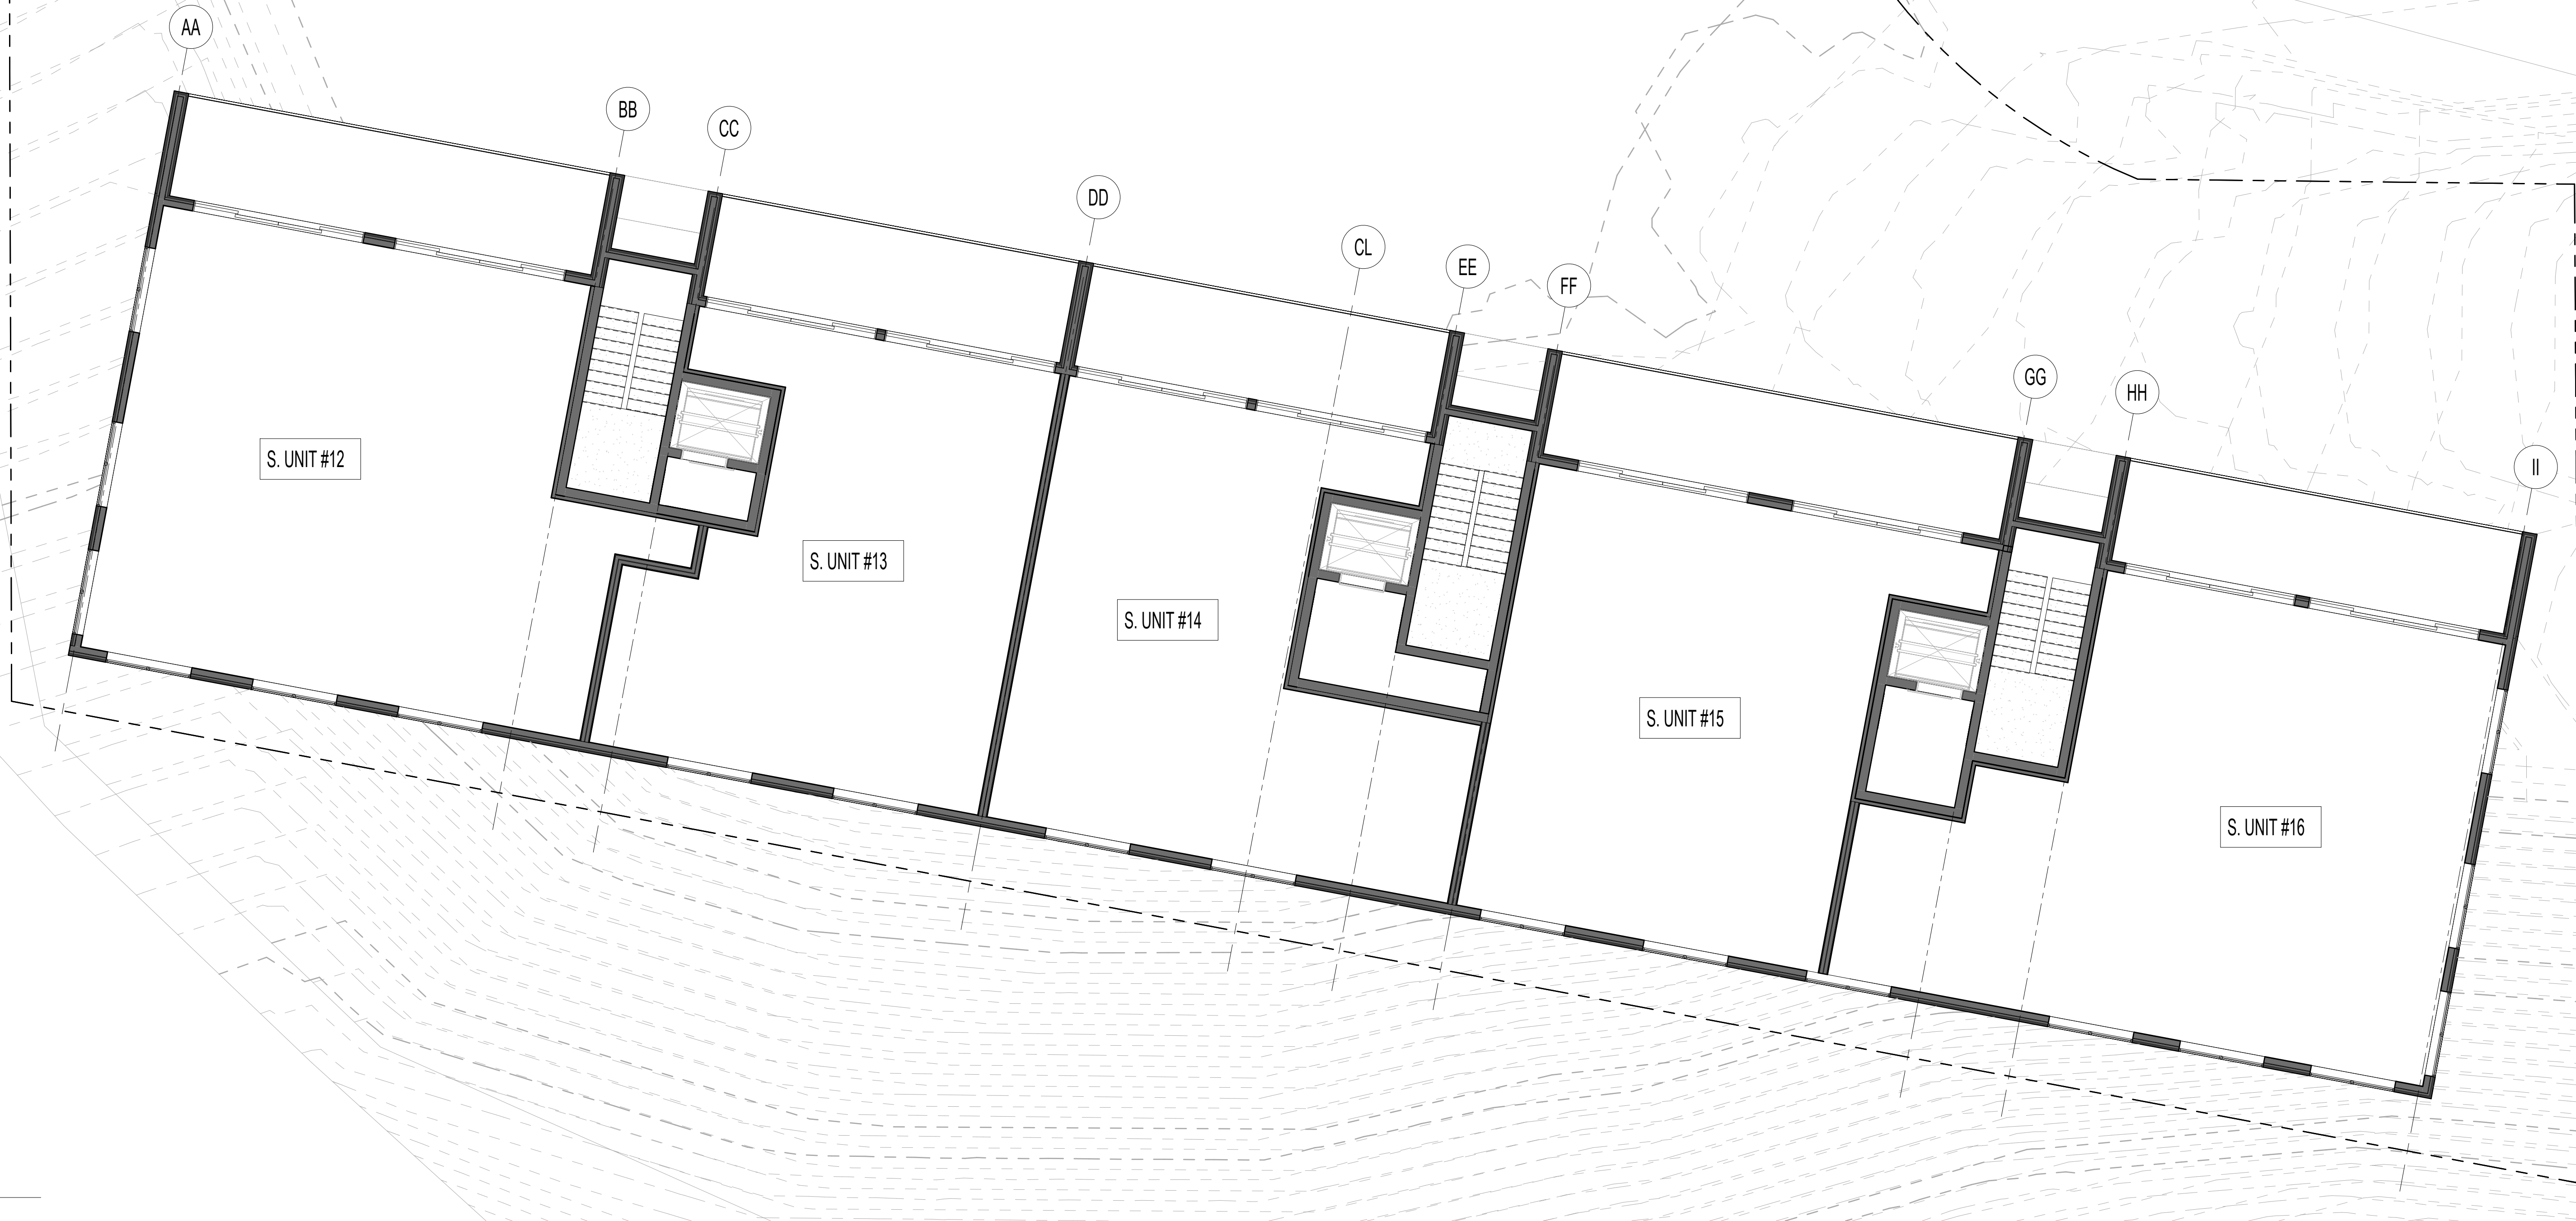 AA
BB
CC
DD
CL
EE
FF
GG
HH
II
S. UNIT #12
S. UNIT #13
S. UNIT #14
S. UNIT #15
S. UNIT #16